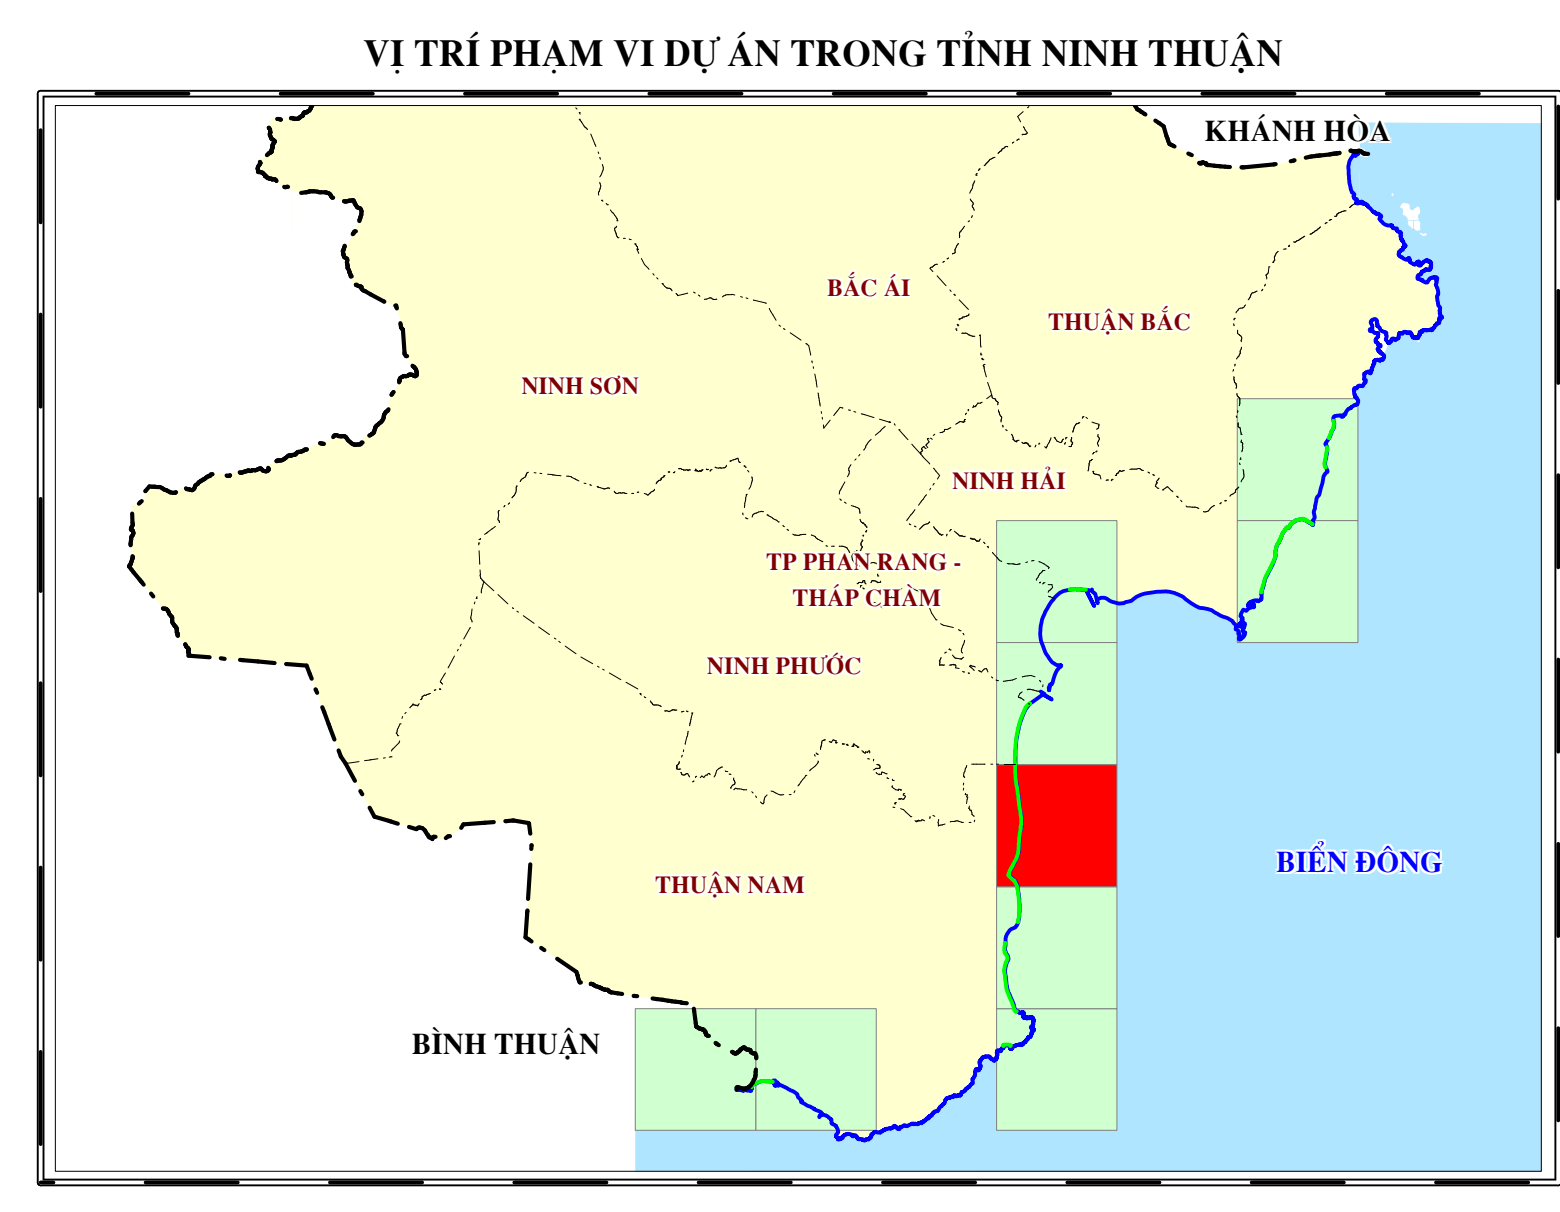 VỊ TRÍ PHẠM VI DỰ ÁN TRONG TỈNH NINH THUẬN
KHÁNH HÒA
BẮC ÁI
THUẬN BẮC
NINH SƠN
NINH HẢI
TP PHAN RANG -
THÁP CHÀM
NINH PHƯỚC
BIỂN ĐÔNG
THUẬN NAM
BÌNH THUẬN